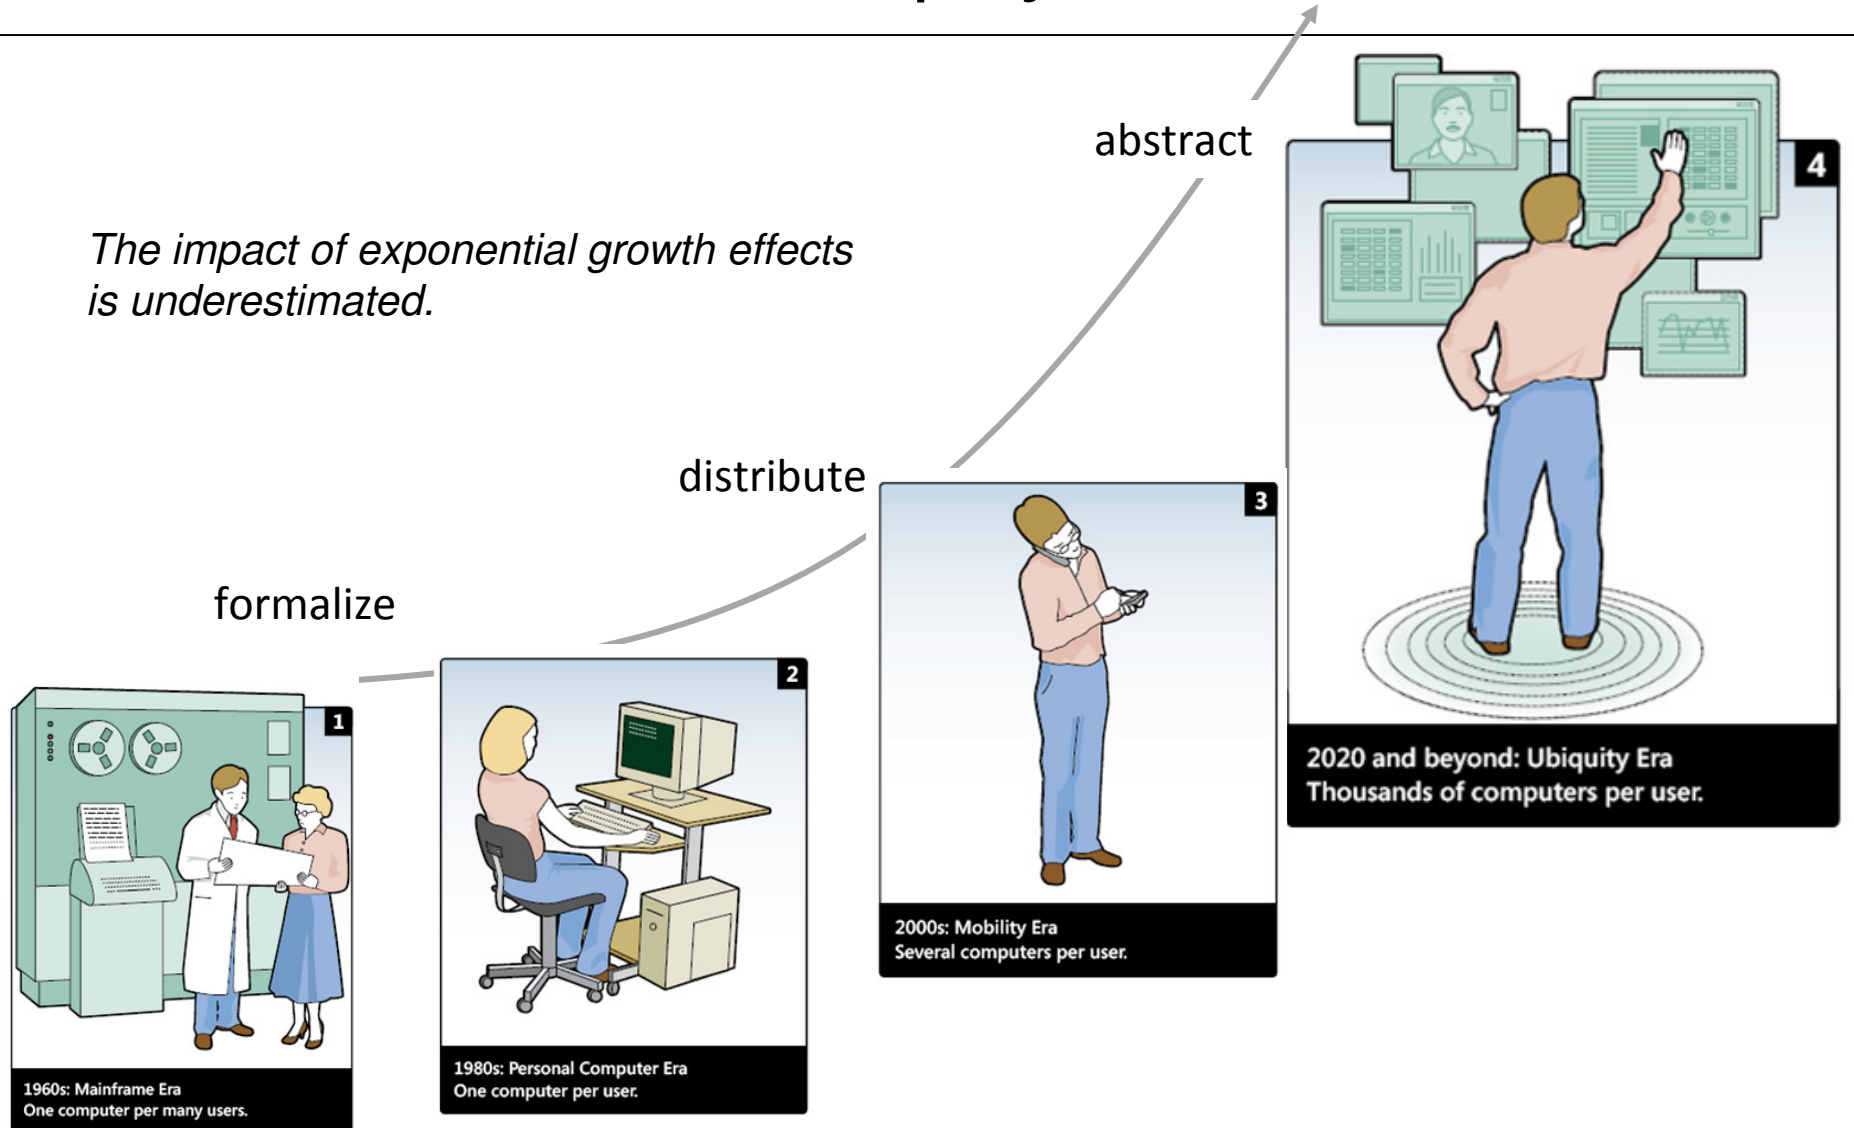 The impact of exponential growth effects
is underestimated.
abstract
distribute
formalize
1
1960s: Mainframe Era
One computer per many users.
2
1980s: Personal Computer Era
One computer per user.
3
2000s: Mobility Era
Several computers per user.
4
2020 and beyond: Ubiquity Era
Thousands of computers per user.